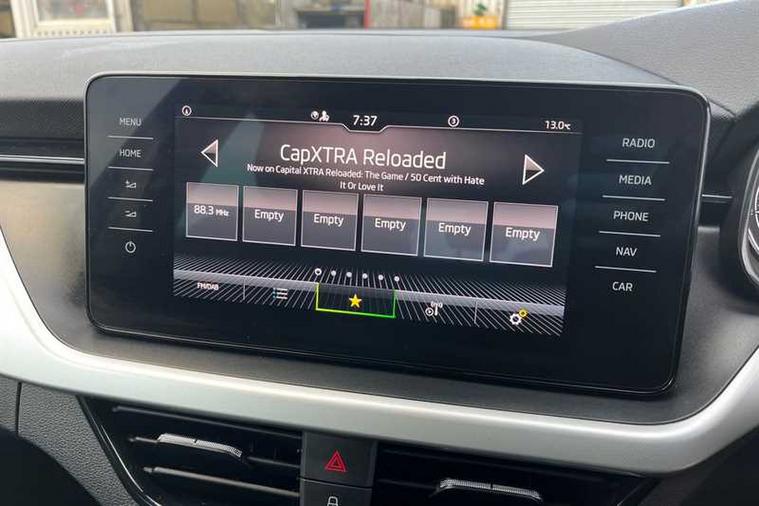 7:37
3
13.0°C
CapXTRA Reloaded
Now on Capital XTRA Reloaded: The Game / 50 Cent with Hate
It Or Love It
88.3 MHz
Empty
Empty
Empty
Empty
Empty
FM/DAB
MENU
HOME
RADIO
MEDIA
PHONE
NAV
CAR